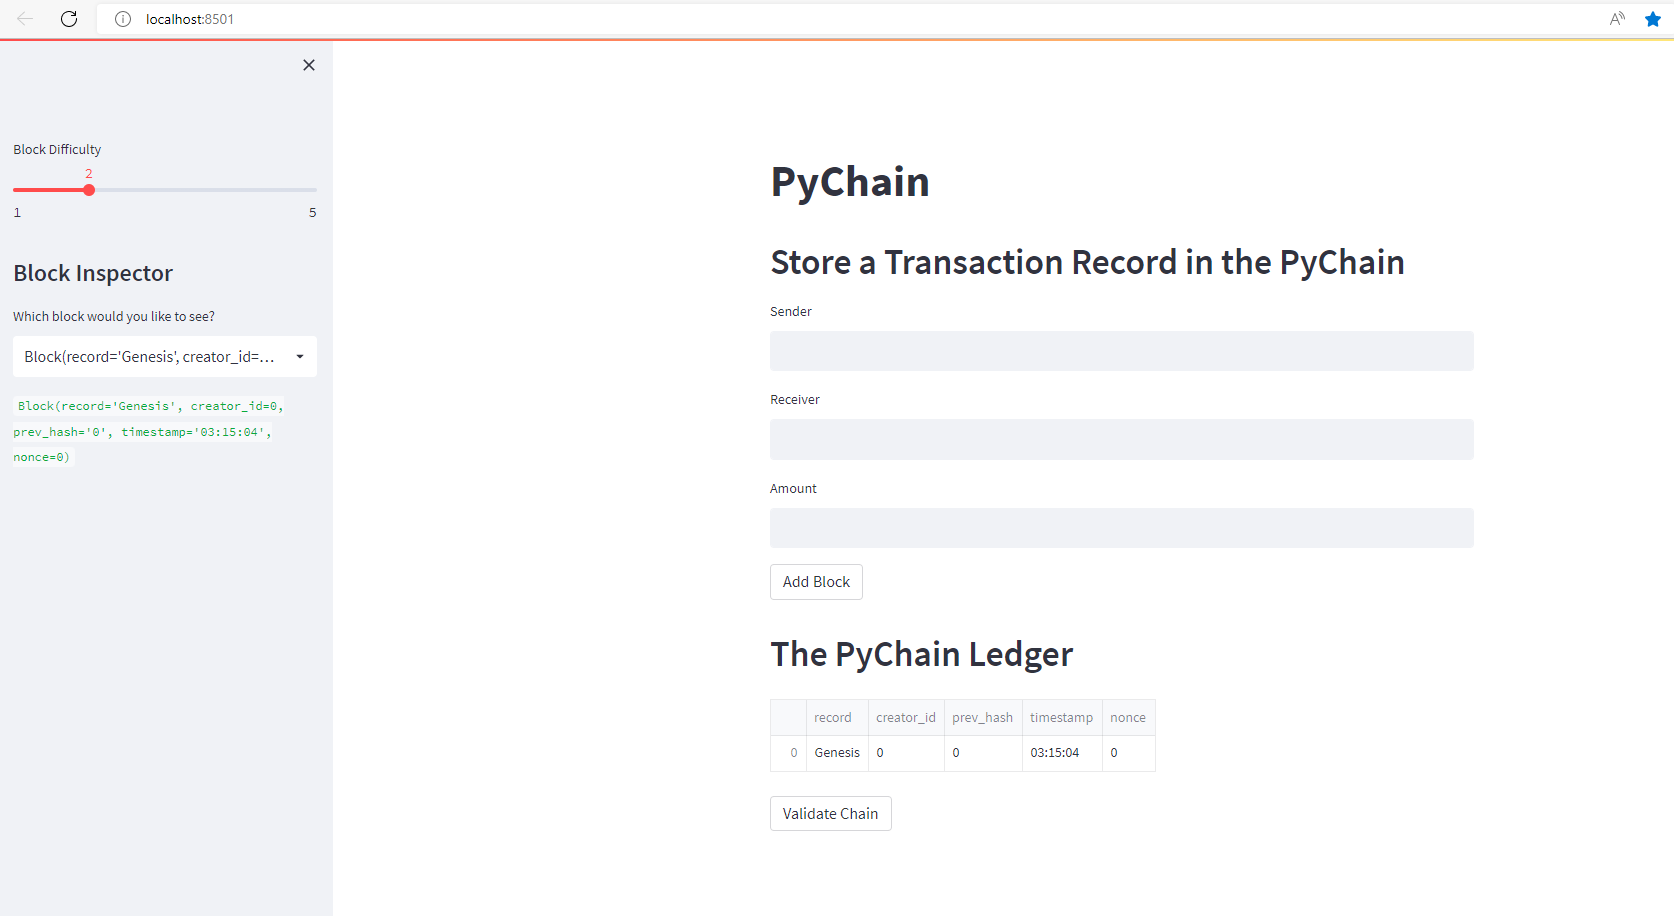 localhost:8501
Block Difficulty
2
1 5
Block Inspector
Which block would you like to see?
Block(record='Genesis', creator_id=...
Block(record='Genesis', creator_id=0,
prev_hash='0', timestamp='03:15:04',
nonce=0)
PyChain
Store a Transaction Record in the PyChain
Sender
Receiver
Amount
Add Block
The PyChain Ledger
record creator_id prev_hash timestamp nonce
0 Genesis 0 0 03:15:04 0
Validate Chain